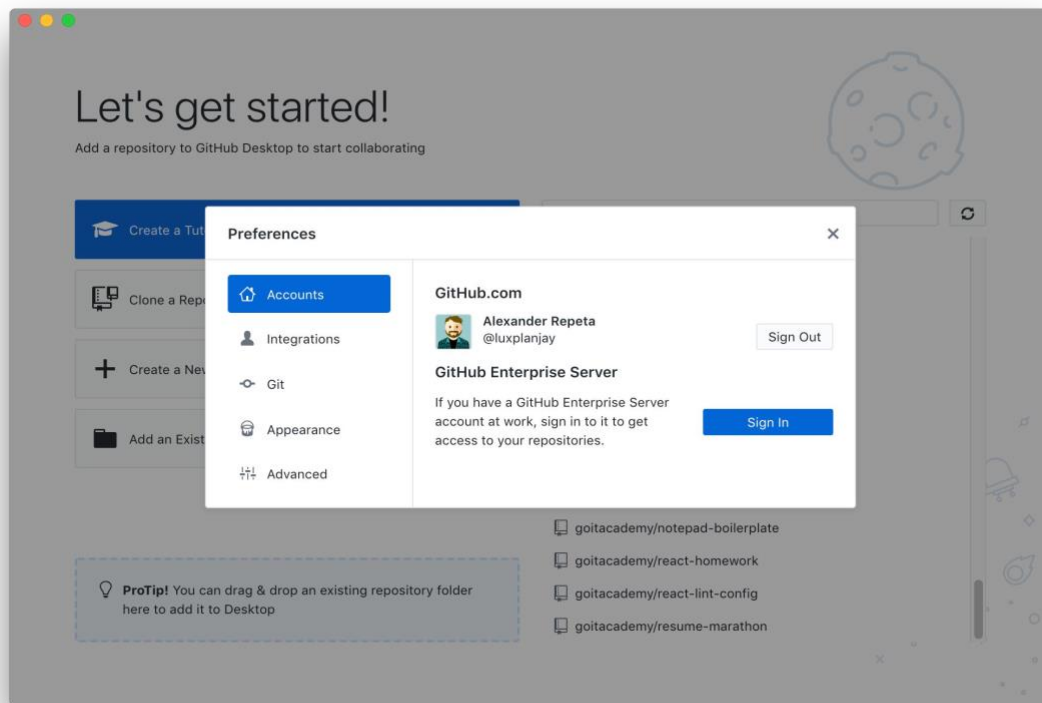 Let's get started!
Add a repository to GitHub Desktop to start collaborating
Create a Tut
Clone a Rep
Create a Ne
Add an Exist
Preferences
Accounts
Integrations
Git
Appearance
Advanced
GitHub.com
Alexander Repeta
@luxplanjay
Sign Out
GitHub Enterprise Server
If you have a GitHub Enterprise Server
account at work, sign in to it to get
access to your repositories.
Sign In
goitacademy/notepad-boilerplate
goitacademy/react-homework
goitacademy/react-lint-config
goitacademy/resume-marathon
ProTip! You can drag & drop an existing repository folder
here to add it to Desktop